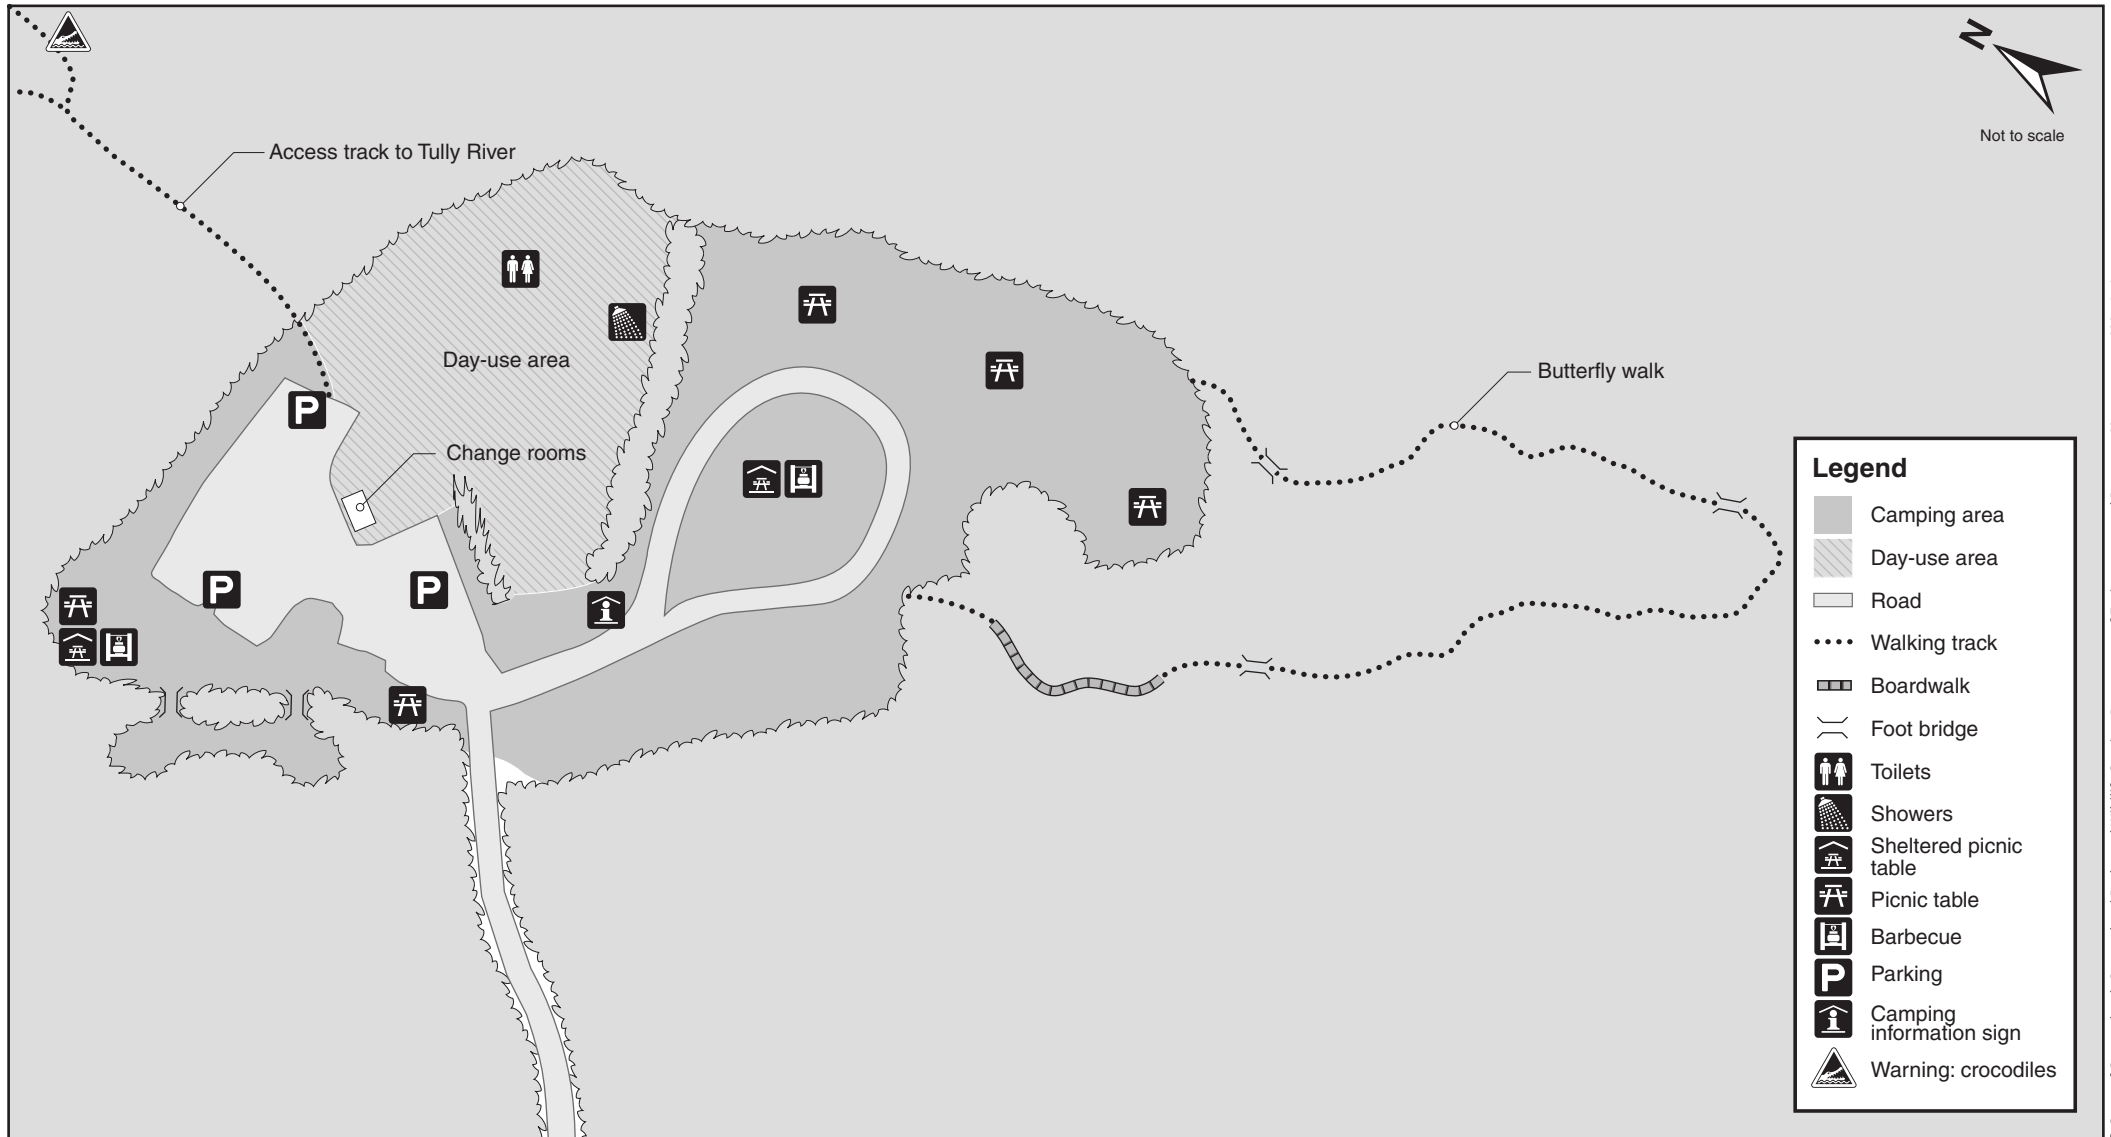 N
Not to scale
Access track to Tully River
Day-use area
Change rooms
Butterfly walk
P
P
P
Legend
Camping area
Day-use area
Road
Walking track
Boardwalk
Foot bridge
Toilets
Showers
Sheltered picnic
table
Picnic table
Barbecue
P Parking
Camping
information sign
Warning: crocodiles